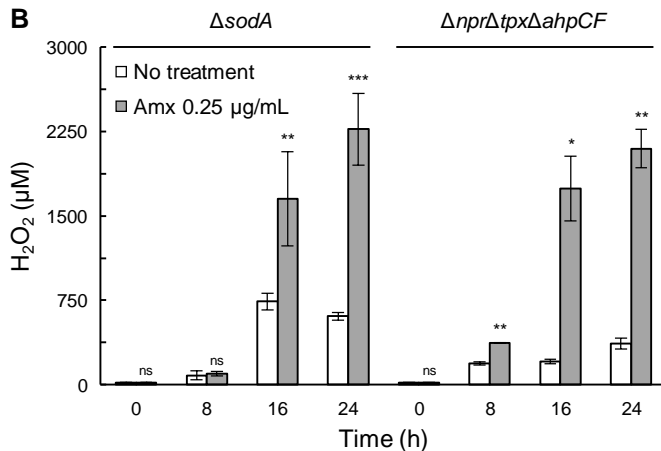 B
ΔsodA
ΔnprΔtpxΔahpCF
3000
2250
1500
750
0
H₂O₂ (µM)
No treatment
Amx 0.25 µg/mL
ns
ns
**
***
ns
**
*
**
0 8 16 24 0 8 16 24
Time (h)